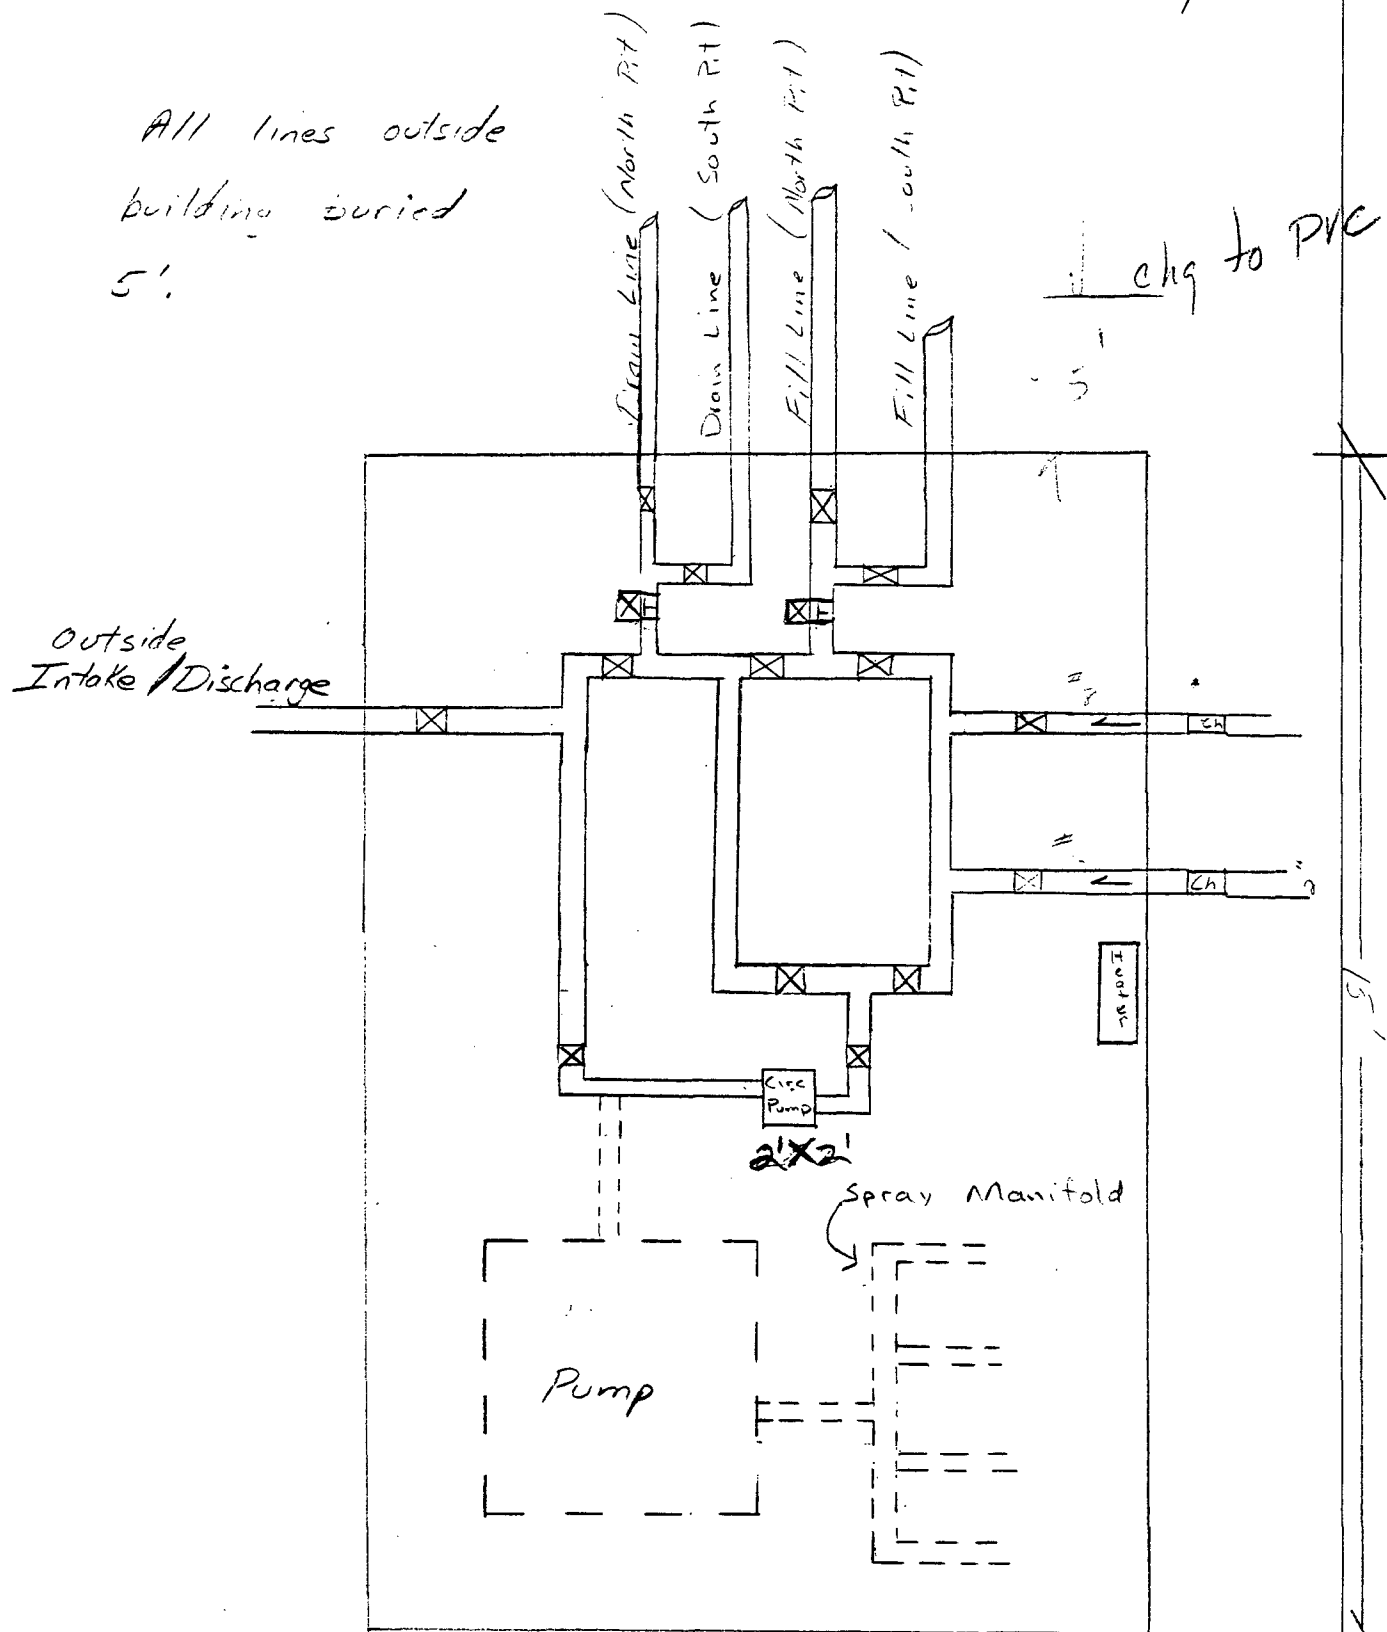 All lines outside
building buried
5'.
Drain Line (North Pit)
Drain Line (South Pit)
Fill Line (North Pit)
Fill Line (South Pit)
chg to PVC
5'
Outside
Intake/Discharge
Ch
Ch
Heater
15'
Circ
Pump
2'X2'
Spray Manifold
Pump